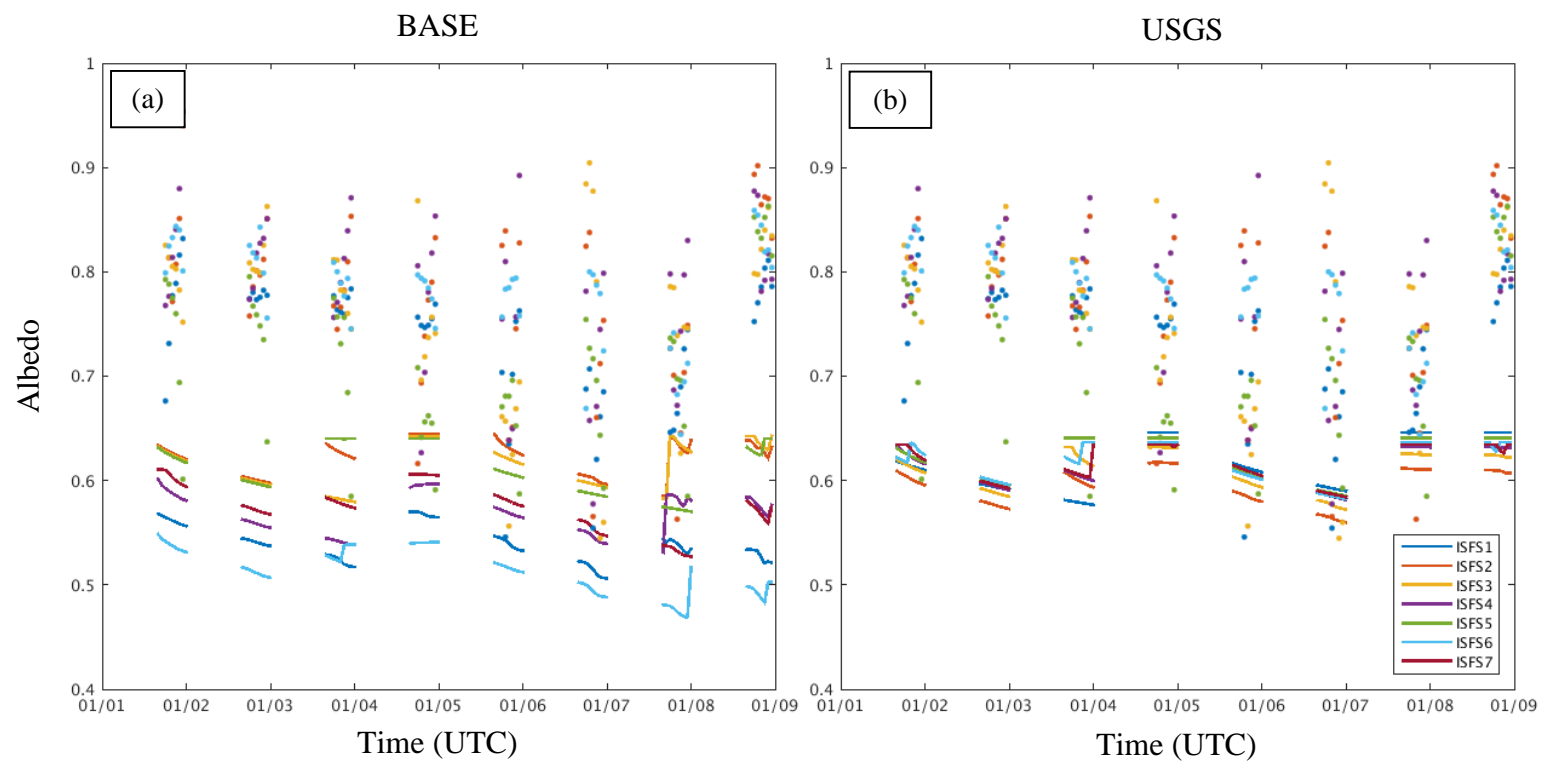 BASE
USGS
(a)
(b)
1
0.9
0.8
0.7
0.6
0.5
0.4
1
0.9
0.8
0.7
0.6
0.5
0.4
Albedo
ISFS1
ISFS2
ISFS3
ISFS4
ISFS5
ISFS6
ISFS7
01/01 01/02 01/03 01/04 01/05 01/06 01/07 01/08 01/09
01/01 01/02 01/03 01/04 01/05 01/06 01/07 01/08 01/09
Time (UTC)
Time (UTC)